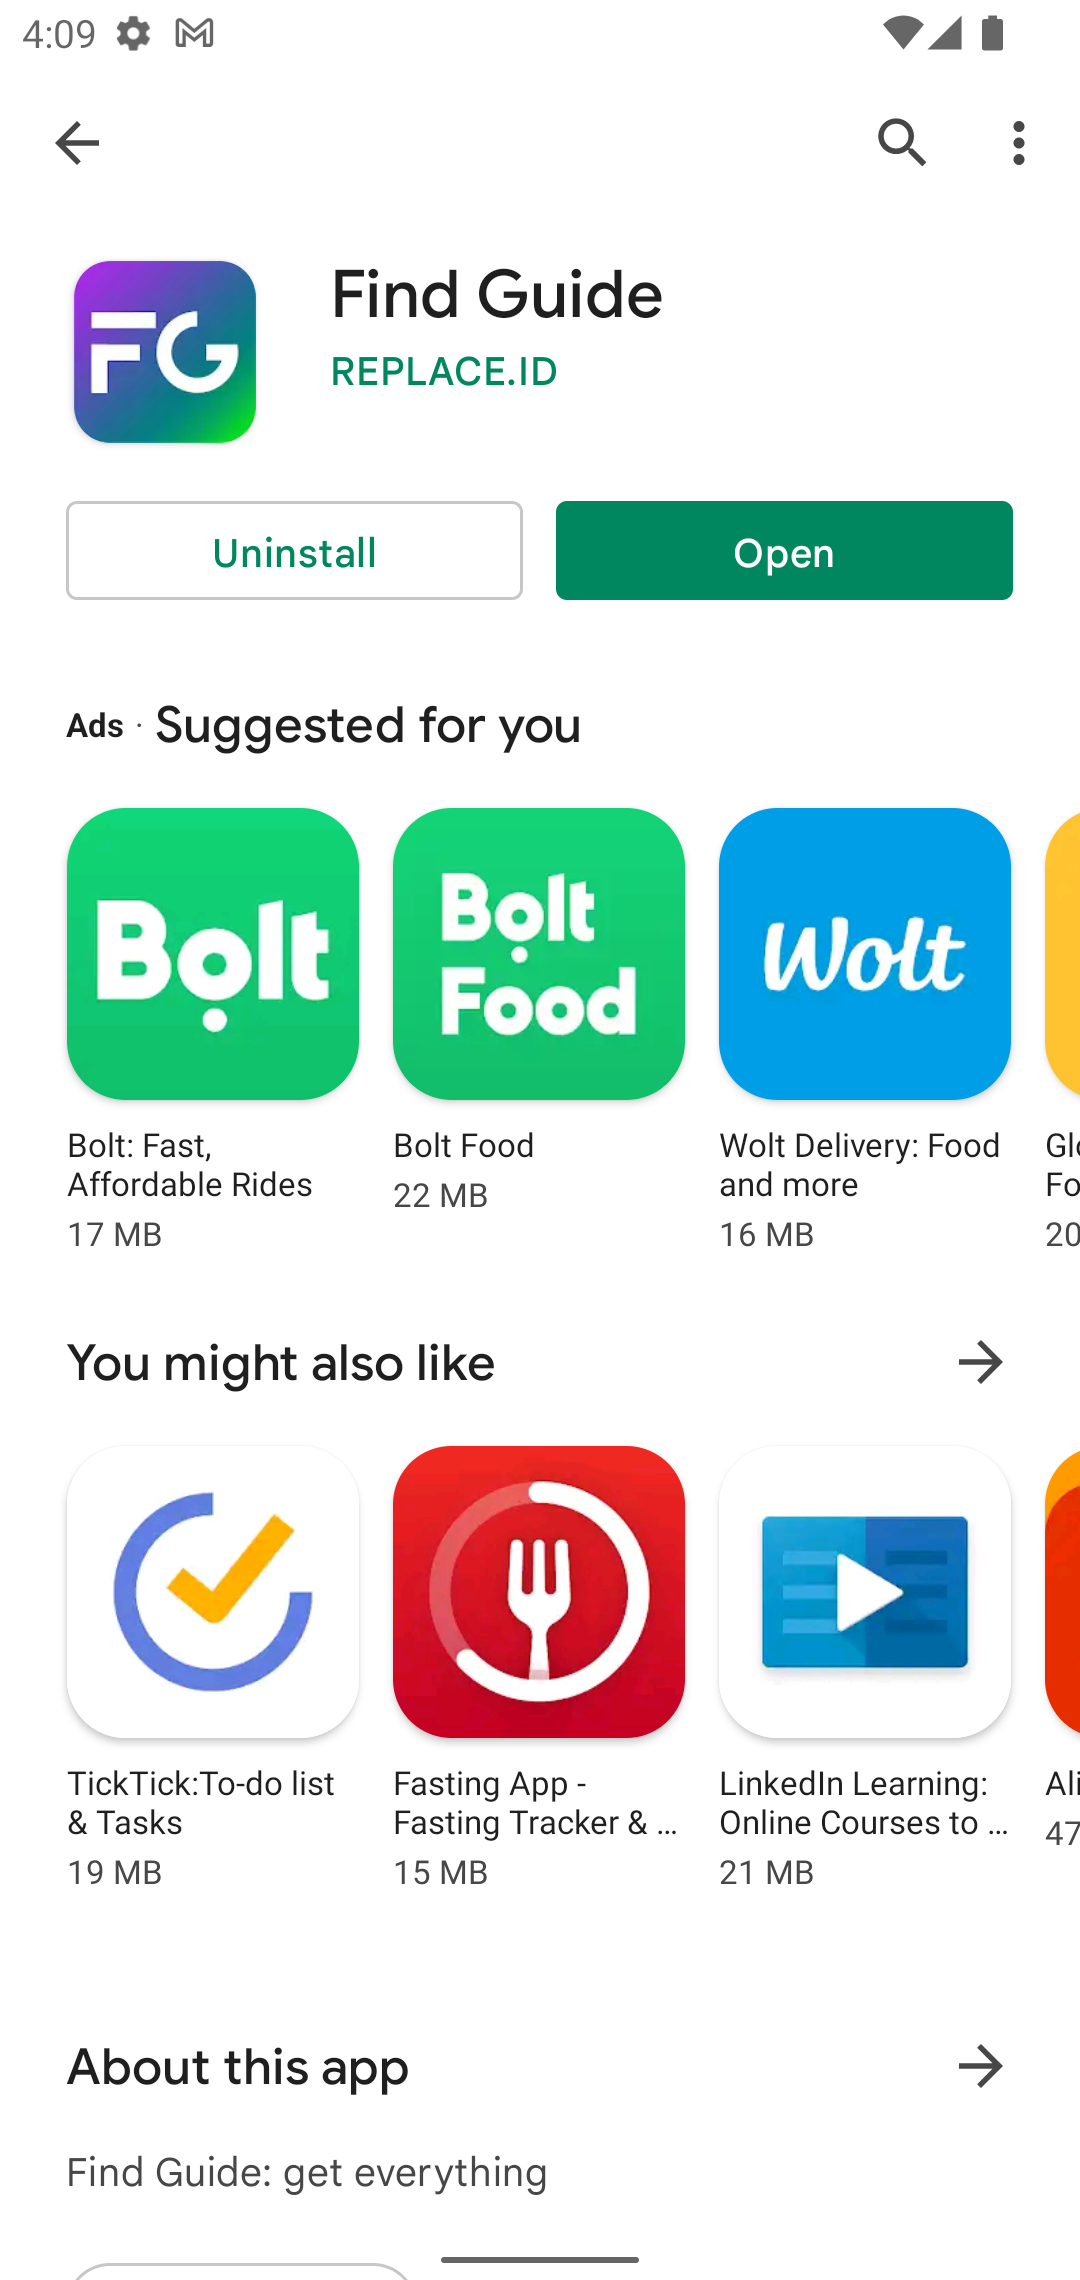 4:09
FG
Find Guide
REPLACE.ID
Uninstall
Open
Ads · Suggested for you
Bolt
Bolt
Food
Wolt
Bolt: Fast,
Affordable Rides
17 MB
Bolt Food
22 MB
Wolt Delivery: Food
and more
16 MB
Glo
Fo
20
You might also like
TickTick:To-do list
& Tasks
19 MB
Fasting App -
Fasting Tracker & ...
15 MB
LinkedIn Learning:
Online Courses to ...
21 MB
Ali
47
About this app
Find Guide: get everything